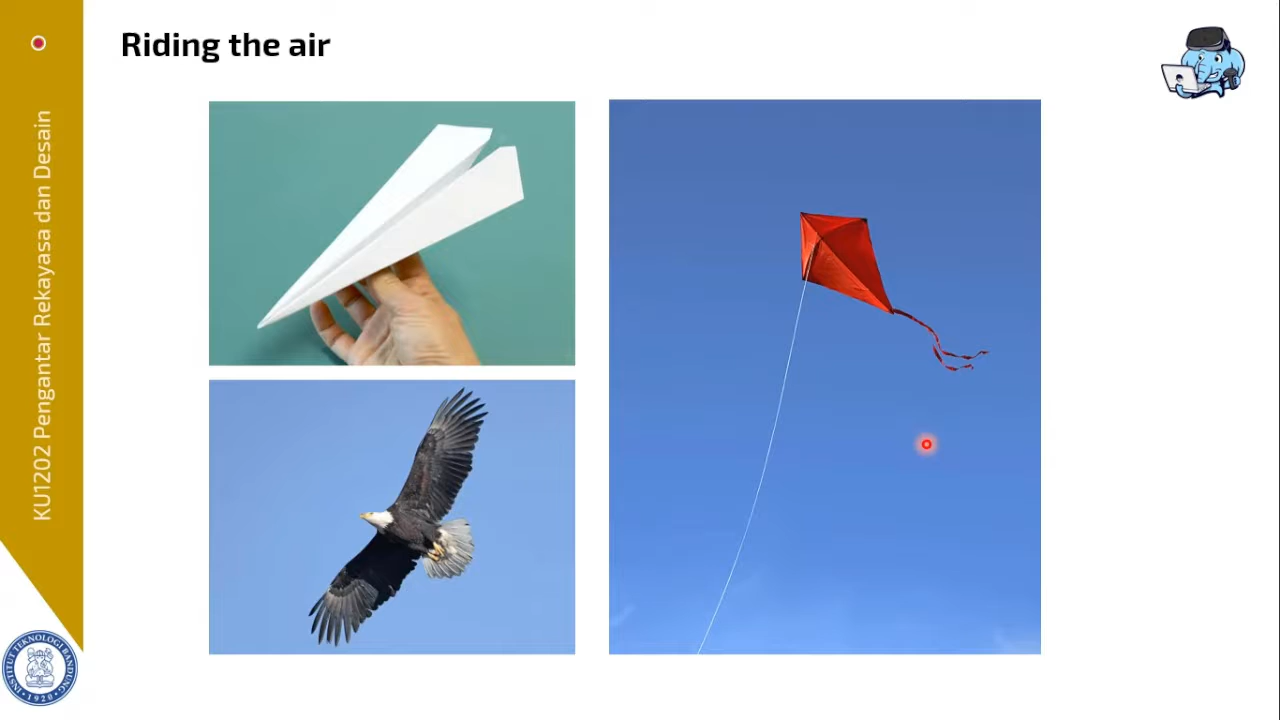 Riding the air
KU1202 Pengantar Rekayasa dan Desain
INSTITUT TEKNOLOGI BANDUNG
1920